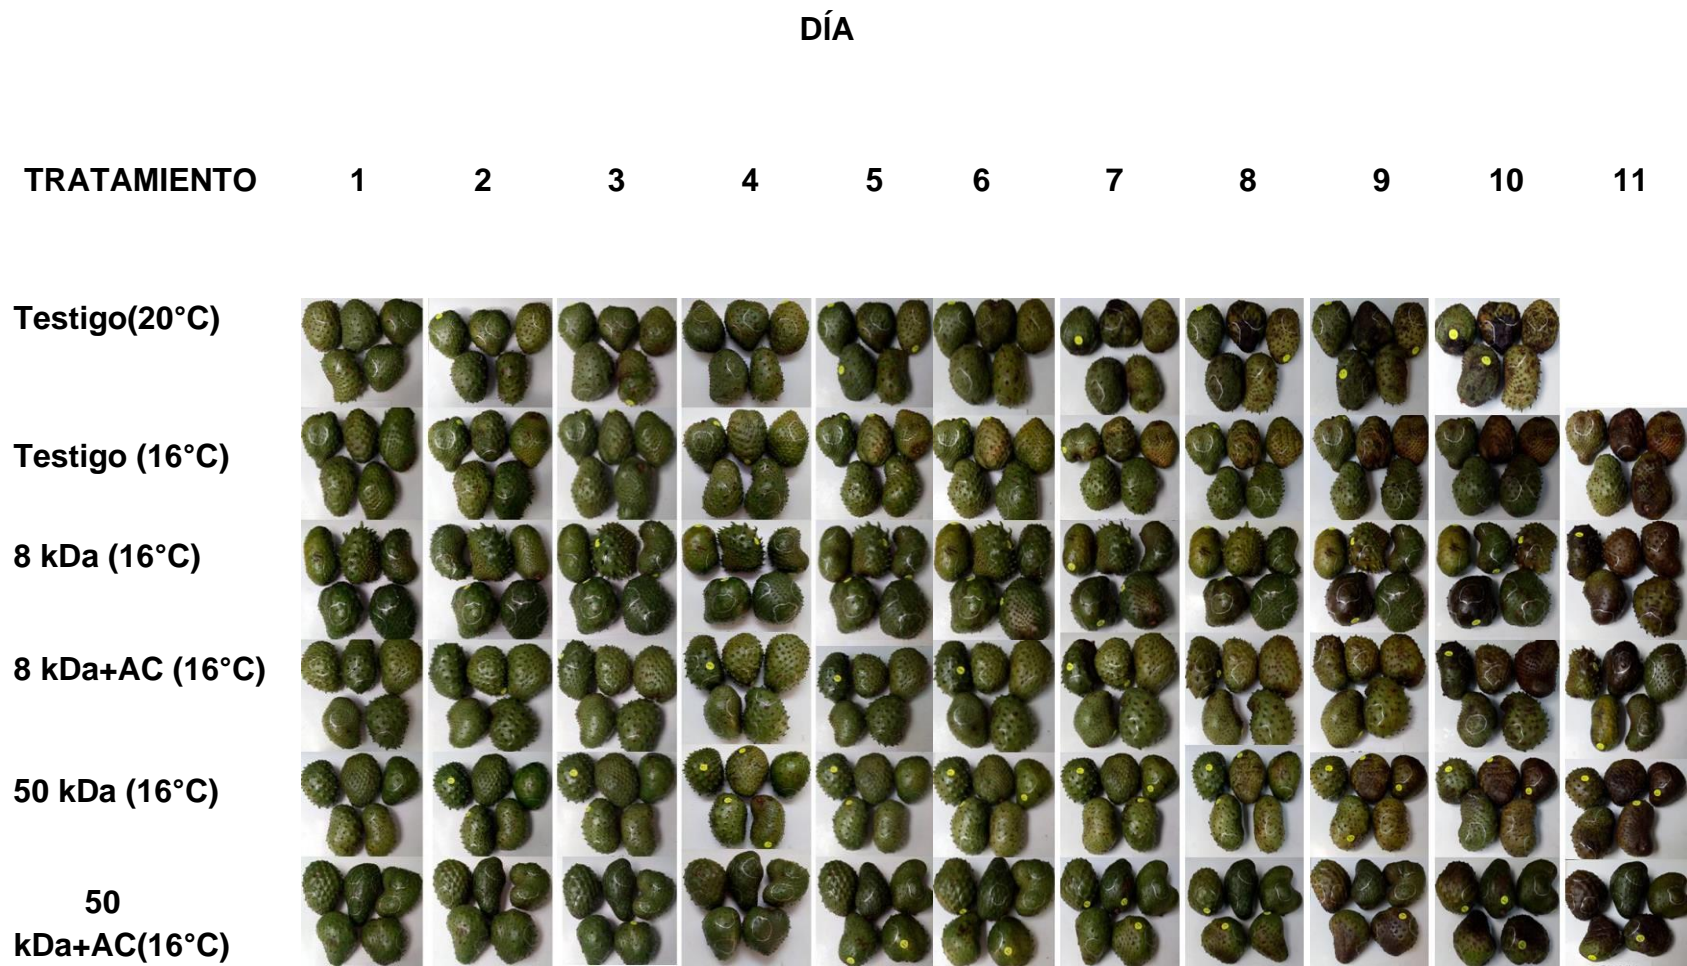 DÍA
TRATAMIENTO 1 2 3 4 5 6 7 8 9 10 11
Testigo(20°C)
Testigo (16°C)
8 kDa (16°C)
8 kDa+AC (16°C)
50 kDa (16°C)
50
kDa+AC(16°C)